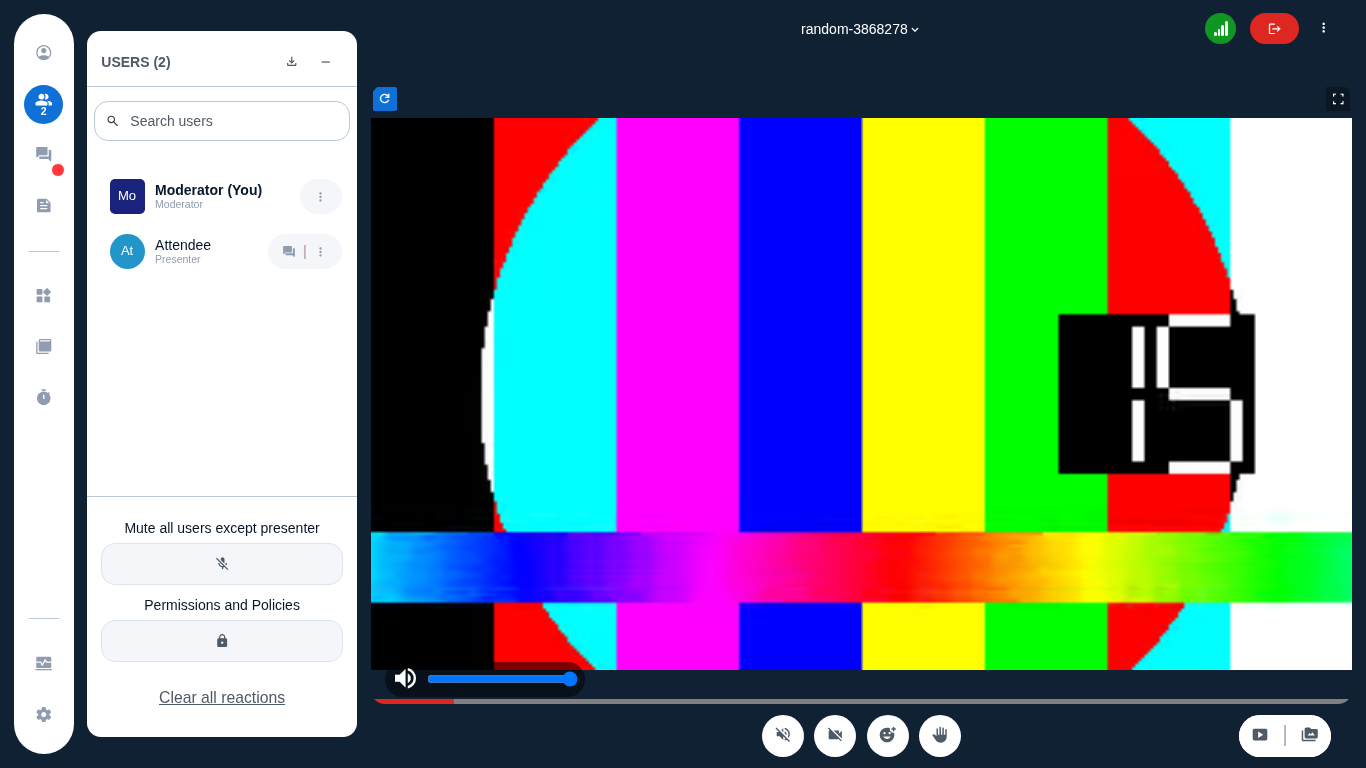 random-3868278
USERS (2)
2
Search users
Mo
Moderator (You)
Moderator
At
Attendee
Presenter
15
Mute all users except presenter
Permissions and Policies
Clear all reactions